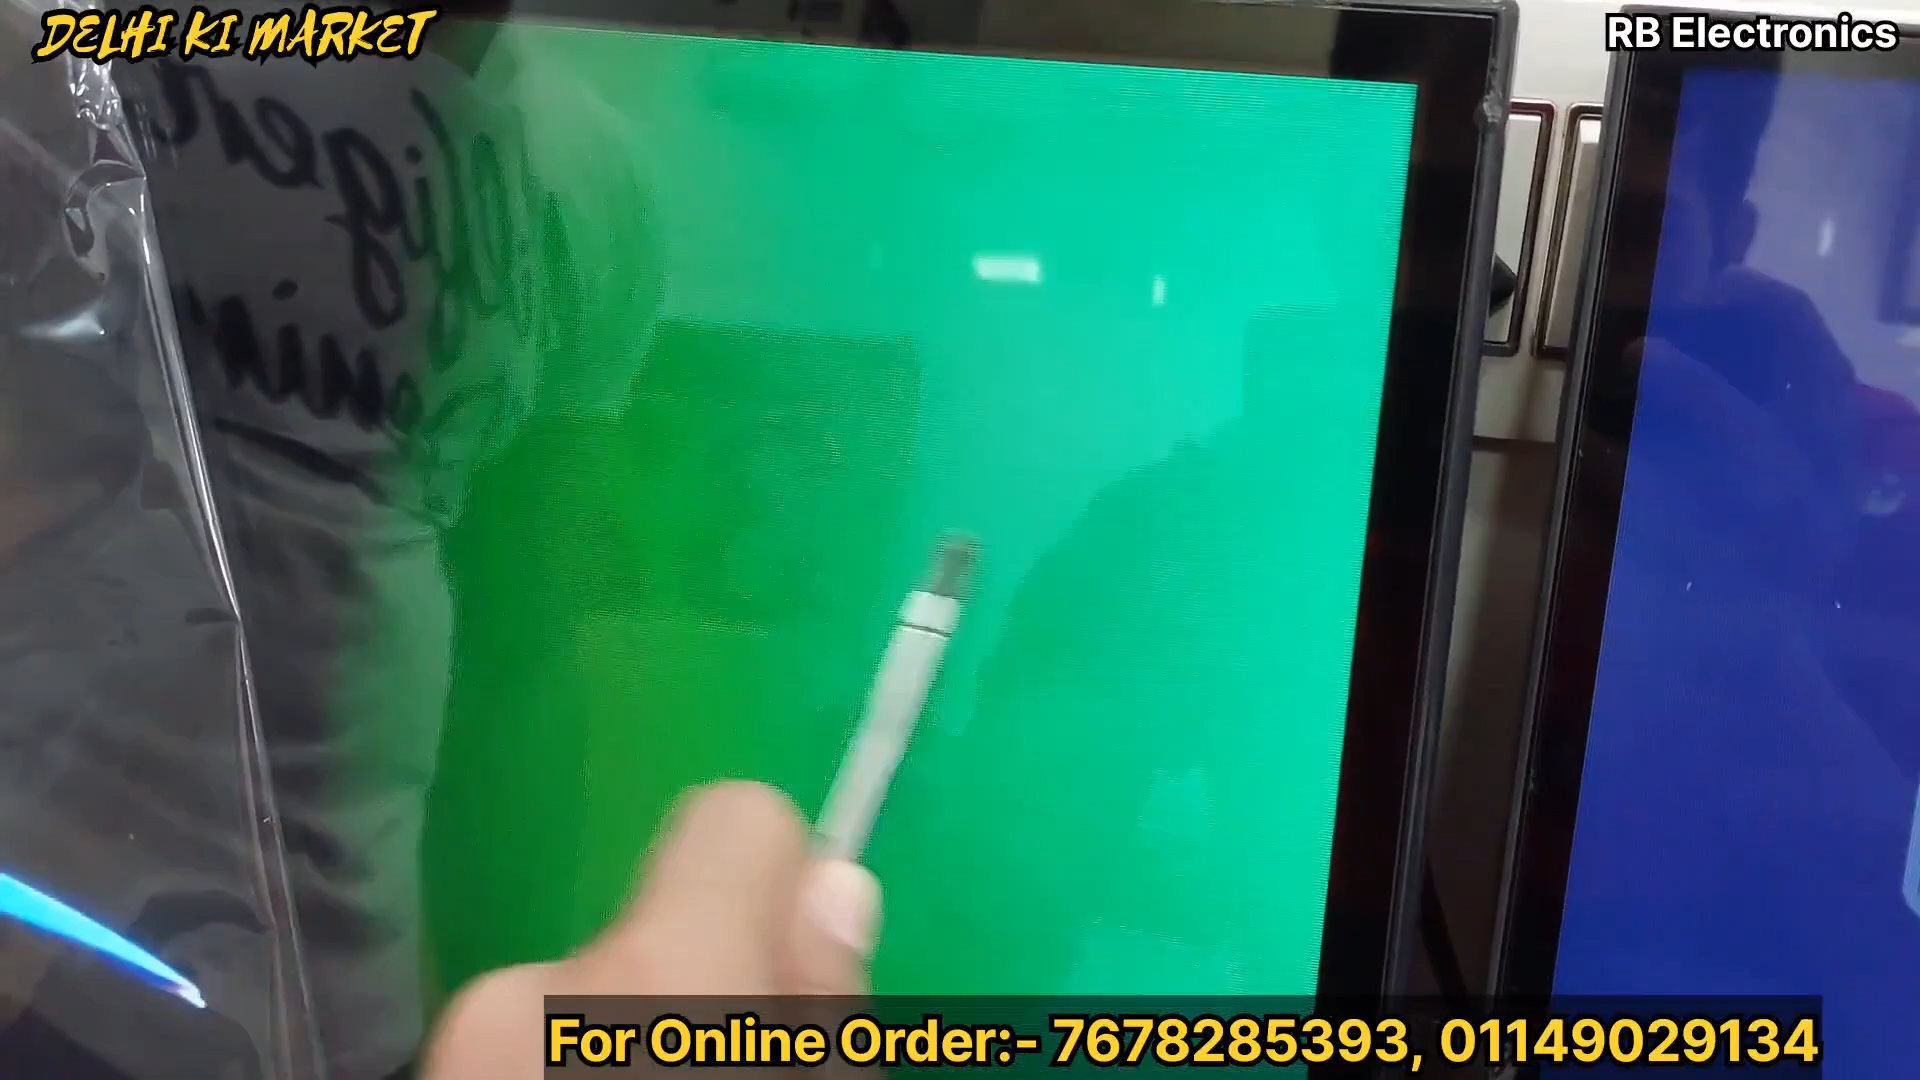 DELHI KI MARKET
RB Electronics
For Online Order:- 7678285393, 01149029134